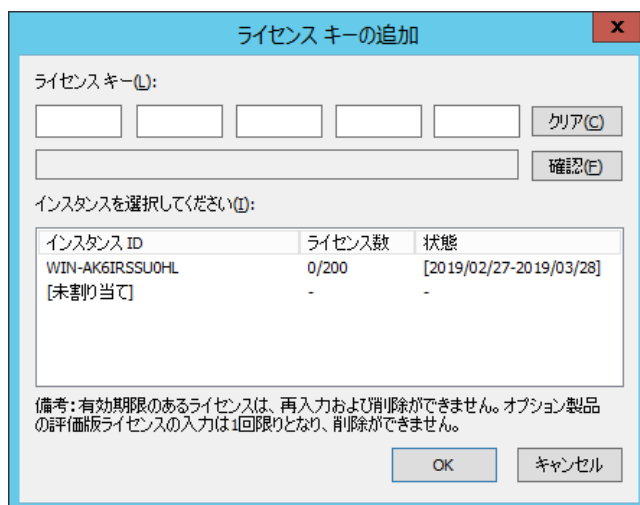 ライセンス キーの追加
x
ライセンス キー(L):
クリア(C)
確認(F)
インスタンスを選択してください(I):
インスタンス ID ライセンス数 状態
WIN-AK6IRSSU0HL 0/200 [2019/02/27-2019/03/28]
[未割り当て] - -
備考：有効期限のあるライセンスは、再入力および削除ができません。オプション製品
の評価版ライセンスの入力は1回限りとなり、削除ができません。
OK キャンセル